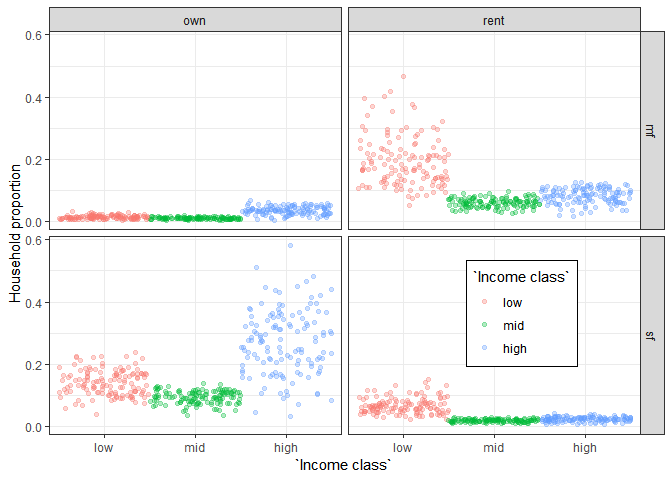 own rent
0.6
0.4
0.2
0.0
mf
Household proportion
0.6
0.4
0.2
0.0
`Income class`
low
mid
high
sf
low mid high low mid high
`Income class`